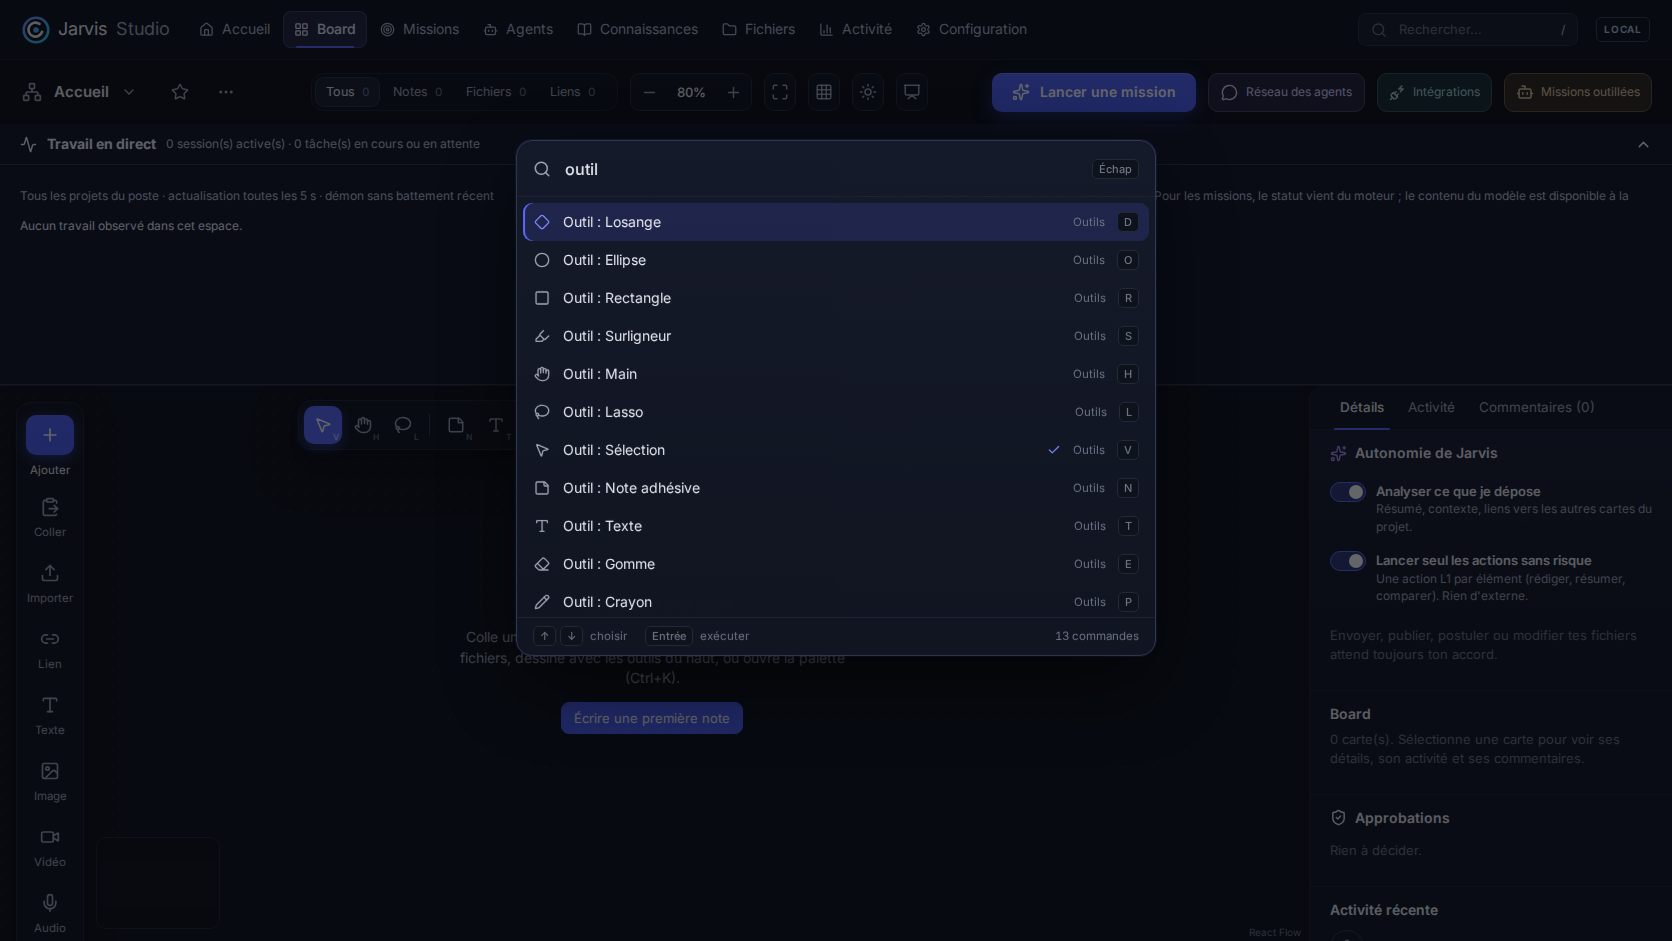 Jarvis Studio
Accueil
Board
Missions
Agents
Connaissances
Fichiers
Activité
Configuration
Rechercher... /
LOCAL
Accueil
Tous 0
Notes 0
Fichiers 0
Liens 0
80%
Lancer une mission
Réseau des agents
Intégrations
Missions outillées
Travail en direct 0 session(s) active(s) · 0 tâche(s) en cours ou en attente
Tous les projets du poste · actualisation toutes les 5 s · démon sans battement récent
Pour les missions, le statut vient du moteur ; le contenu du modèle est disponible à la
Aucun travail observé dans cet espace.
outil
Échap
Outil : Losange Outils D
Outil : Ellipse Outils O
Outil : Rectangle Outils R
Outil : Surligneur Outils S
Outil : Main Outils H
Outil : Lasso Outils L
Outil : Sélection Outils V
Outil : Note adhésive Outils N
Outil : Texte Outils T
Outil : Gomme Outils E
Outil : Crayon Outils P
↑ ↓ choisir Entrée exécuter 13 commandes
V
H
L
N
T
Ajouter
Coller
Importer
Lien
Texte
Image
Vidéo
Audio
Colle un
fichiers, dessine avec les outils du haut, ou ouvre la palette
(Ctrl+K).
Écrire une première note
React Flow
Détails
Activité
Commentaires (0)
Autonomie de Jarvis
Analyser ce que je dépose
Résumé, contexte, liens vers les autres cartes du
projet.
Lancer seul les actions sans risque
Une action L1 par élément (rédiger, résumer,
comparer). Rien d'externe.
Envoyer, publier, postuler ou modifier tes fichiers
attend toujours ton accord.
Board
0 carte(s). Sélectionne une carte pour voir ses
détails, son activité et ses commentaires.
Approbations
Rien à décider.
Activité récente